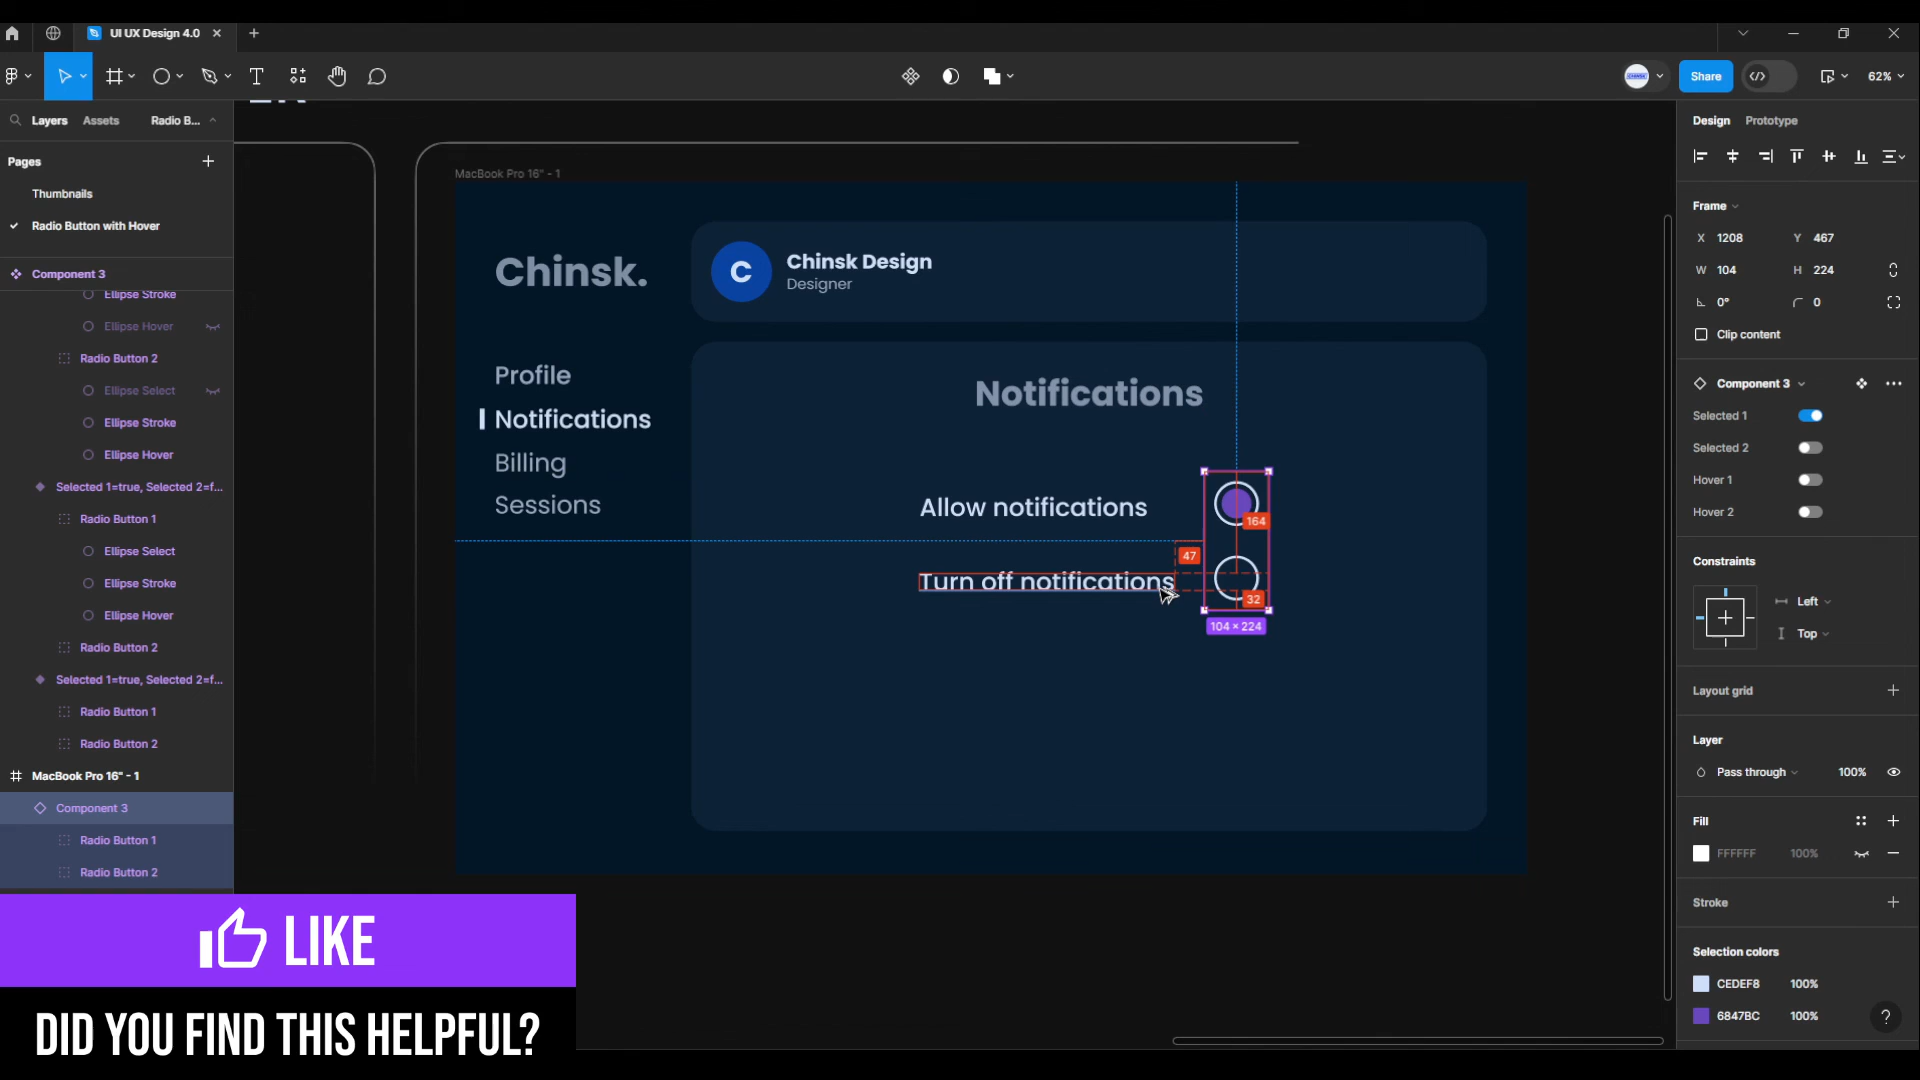 UI UX Design 4.0
Share
62%
Layers
Assets
Radio B...
Design
Prototype
Pages
Thumbnails
Radio Button with Hover
Component 3
Ellipse Stroke
Ellipse Hover
Radio Button 2
Ellipse Select
Ellipse Stroke
Ellipse Hover
Selected 1=true, Selected 2=f...
Radio Button 1
Ellipse Select
Ellipse Stroke
Ellipse Hover
Radio Button 2
Selected 1=true, Selected 2=f...
Radio Button 1
Radio Button 2
MacBook Pro 16" - 1
Component 3
Radio Button 1
Radio Button 2
MacBook Pro 16" - 1
Chinsk.
C
Chinsk Design
Designer
Profile
Notifications
Billing
Sessions
Notifications
Allow notifications
164
47
Turn off notifications
32
104 × 224
Frame
X 1208 Y 467
W 104 H 224
0° 0
Clip content
Component 3
Selected 1
Selected 2
Hover 1
Hover 2
Constraints
Left
Top
Layout grid
Layer
Pass through 100%
Fill
FFFFFF 100%
Stroke
Selection colors
CEDEF8 100%
6847BC 100%
?
LIKE
DID YOU FIND THIS HELPFUL?